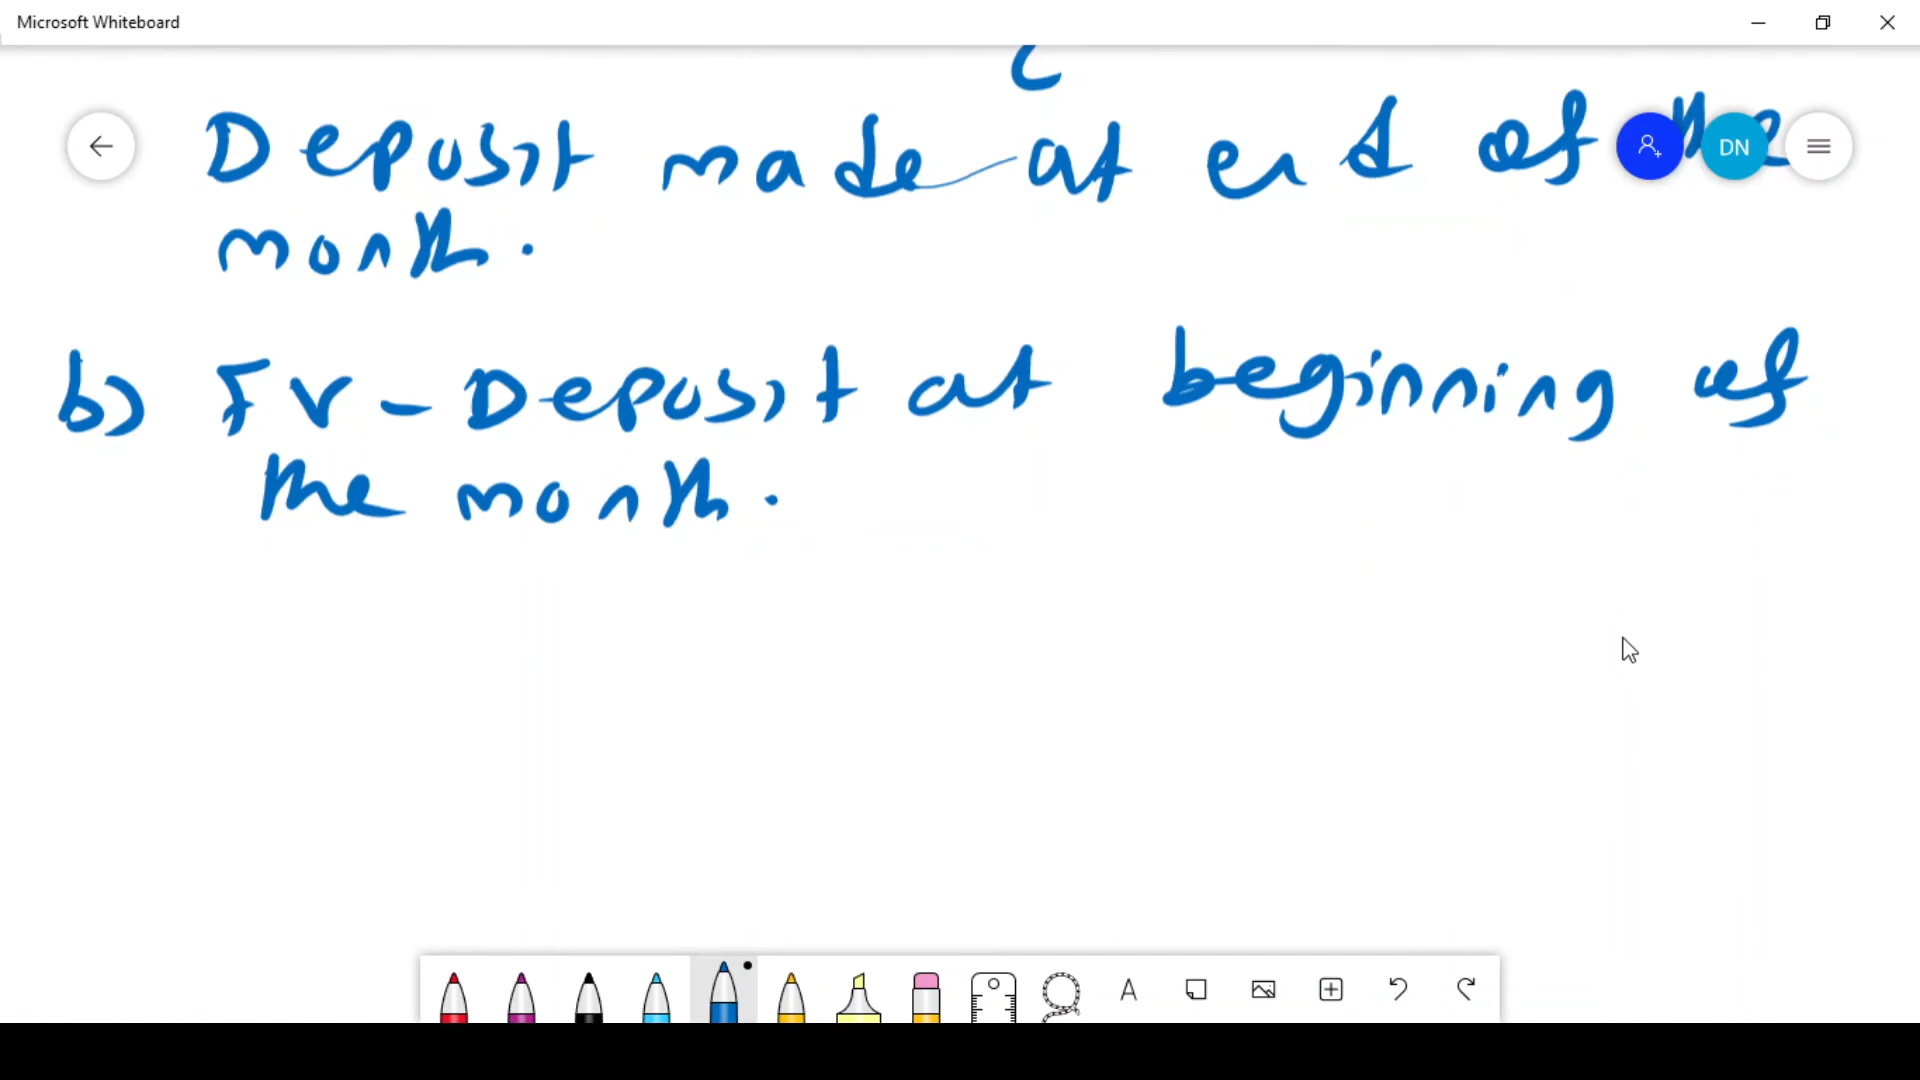 Microsoft Whiteboard
Deposit made at end of the
month.
DN
b) FV - Deposit at beginning of
the month.
A